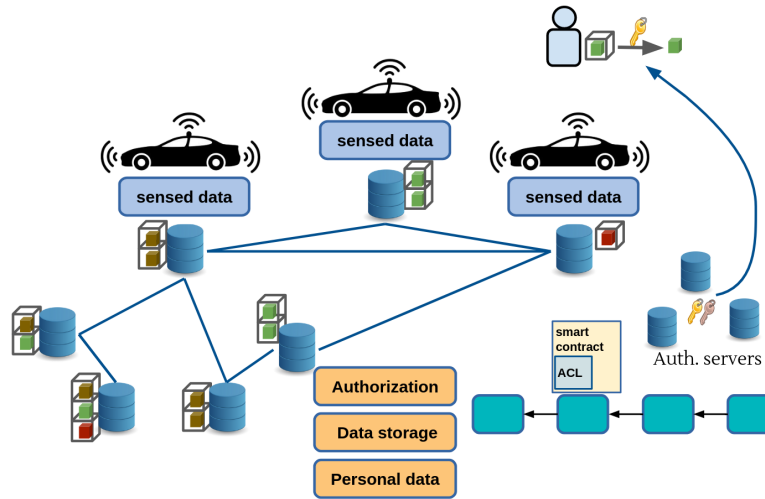 sensed data
sensed data
sensed data
smart
contract
ACL
Auth. servers
Authorization
Data storage
Personal data